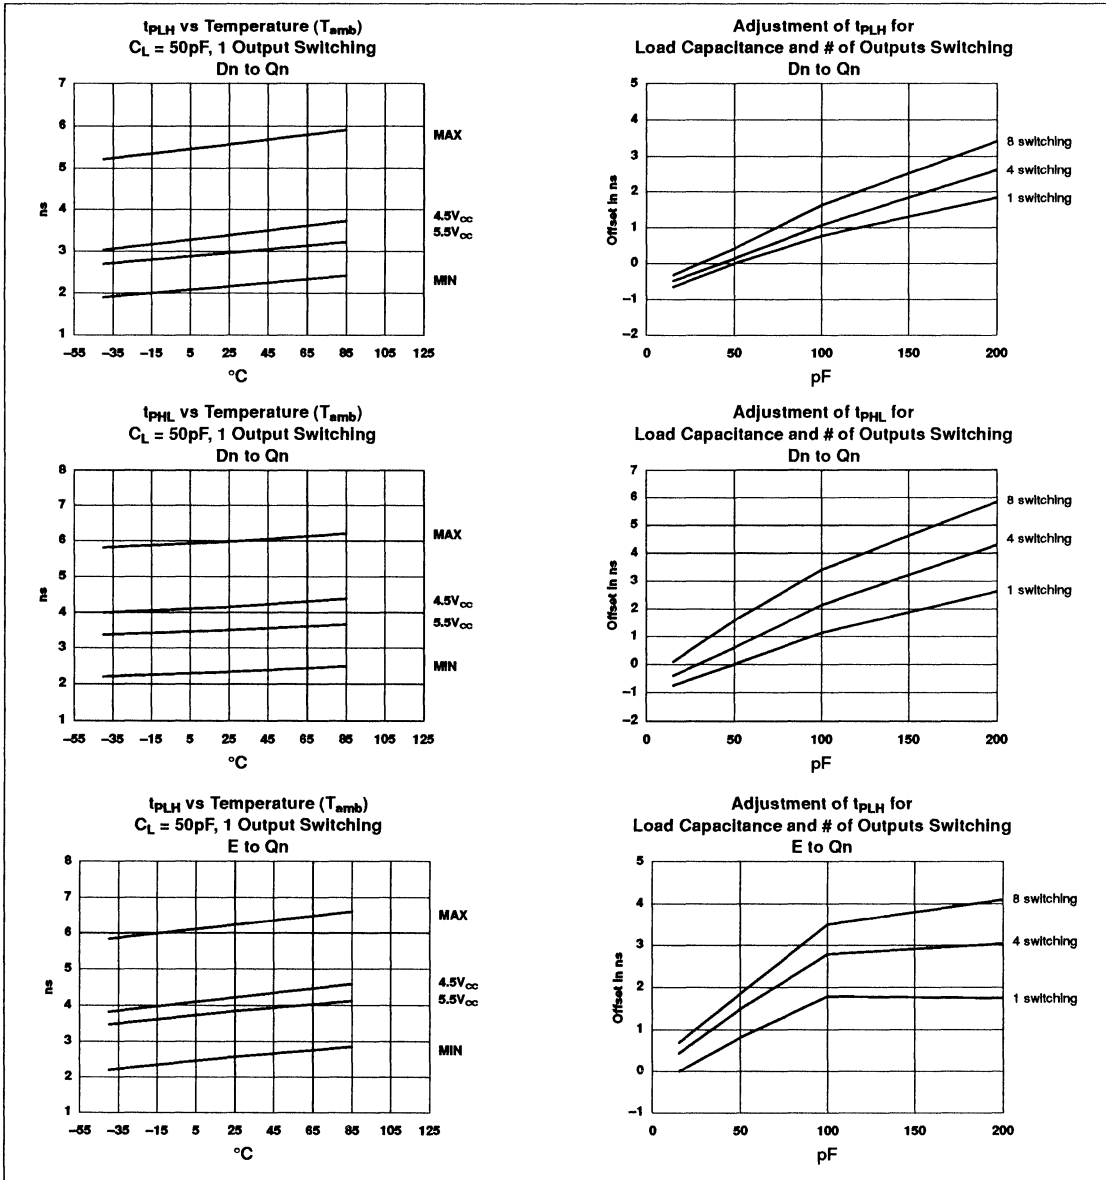 tPLH vs Temperature (Tamb)
CL = 50pF, 1 Output Switching
Dn to Qn
7
6
5
4
3
2
1
ns
MAX
4.5VCC
5.5VCC
MIN
–55 –35 –15 5 25 45 65 85 105 125
°C
Adjustment of tPLH for
Load Capacitance and # of Outputs Switching
Dn to Qn
5
4
3
2
1
0
–1
–2
Offset in ns
8 switching
4 switching
1 switching
0 50 100 150 200
pF
tPHL vs Temperature (Tamb)
CL = 50pF, 1 Output Switching
Dn to Qn
8
7
6
5
4
3
2
1
ns
MAX
4.5VCC
5.5VCC
MIN
–55 –35 –15 5 25 45 65 85 105 125
°C
Adjustment of tPHL for
Load Capacitance and # of Outputs Switching
Dn to Qn
7
6
5
4
3
2
1
0
–1
–2
Offset in ns
8 switching
4 switching
1 switching
0 50 100 150 200
pF
tPLH vs Temperature (Tamb)
CL = 50pF, 1 Output Switching
E to Qn
8
7
6
5
4
3
2
1
ns
MAX
4.5VCC
5.5VCC
MIN
–55 –35 –15 5 25 45 65 85 105 125
°C
Adjustment of tPLH for
Load Capacitance and # of Outputs Switching
E to Qn
5
4
3
2
1
0
–1
Offset in ns
8 switching
4 switching
1 switching
0 50 100 150 200
pF